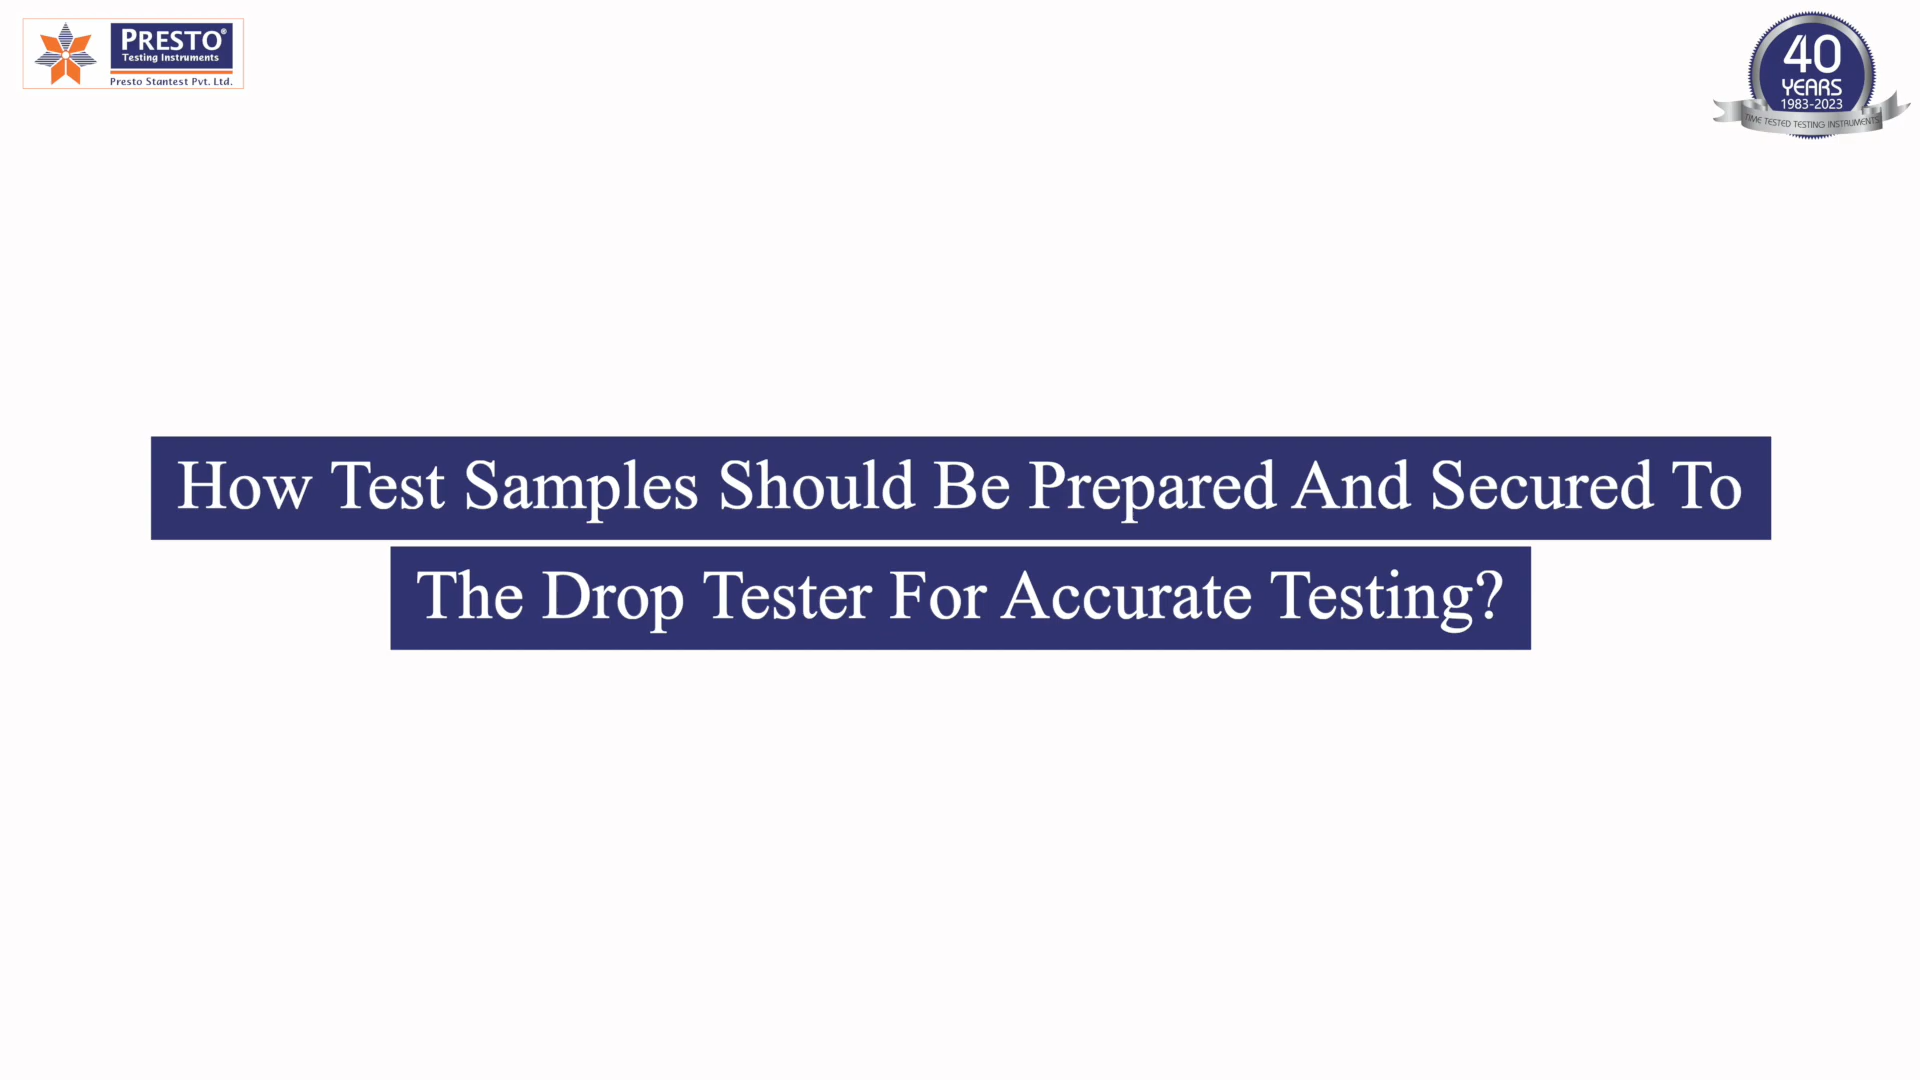 PRESTO®
Testing Instruments
Presto Stantest Pvt. Ltd.
40
YEARS
1983-2023
TIME TESTED TESTING INSTRUMENTS
How Test Samples Should Be Prepared And Secured To
The Drop Tester For Accurate Testing?